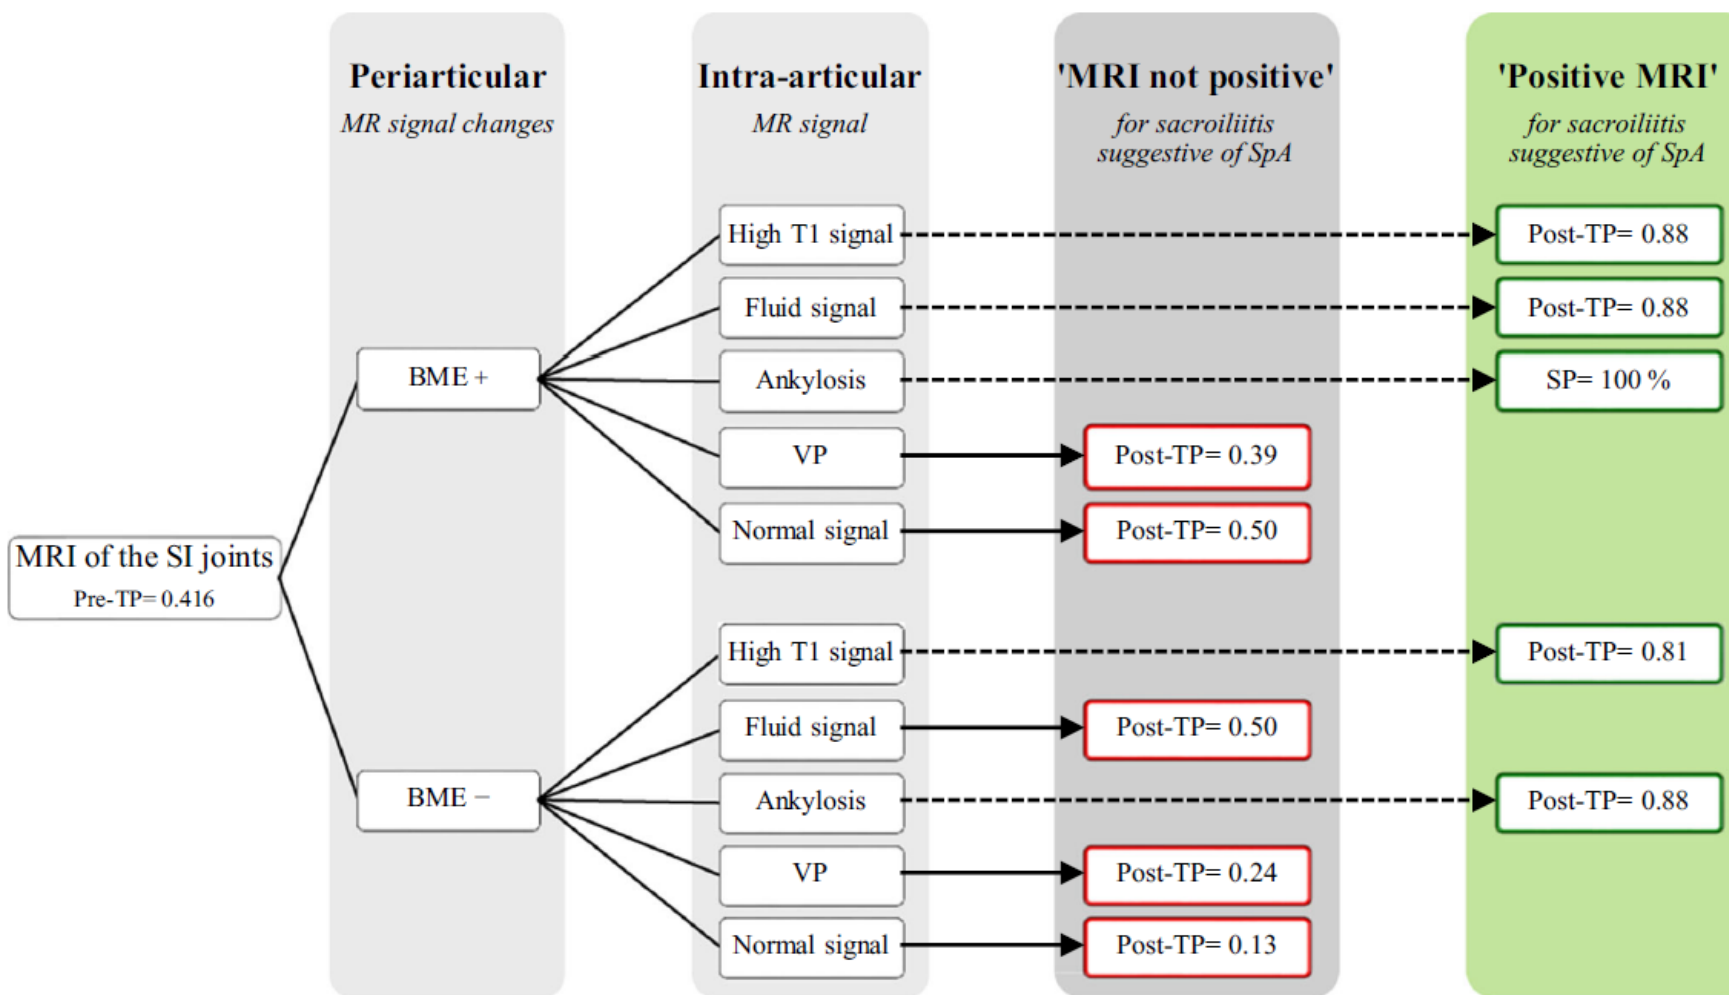 Periarticular
MR signal changes
Intra-articular
MR signal
'MRI not positive'
for sacroiliitis
suggestive of SpA
'Positive MRI'
for sacroiliitis
suggestive of SpA
High T1 signal
Post-TP= 0.88
Fluid signal
Post-TP= 0.88
BME +
Ankylosis
SP= 100 %
VP
Post-TP= 0.39
Normal signal
Post-TP= 0.50
MRI of the SI joints
Pre-TP= 0.416
High T1 signal
Post-TP= 0.81
Fluid signal
Post-TP= 0.50
BME −
Ankylosis
Post-TP= 0.88
VP
Post-TP= 0.24
Normal signal
Post-TP= 0.13